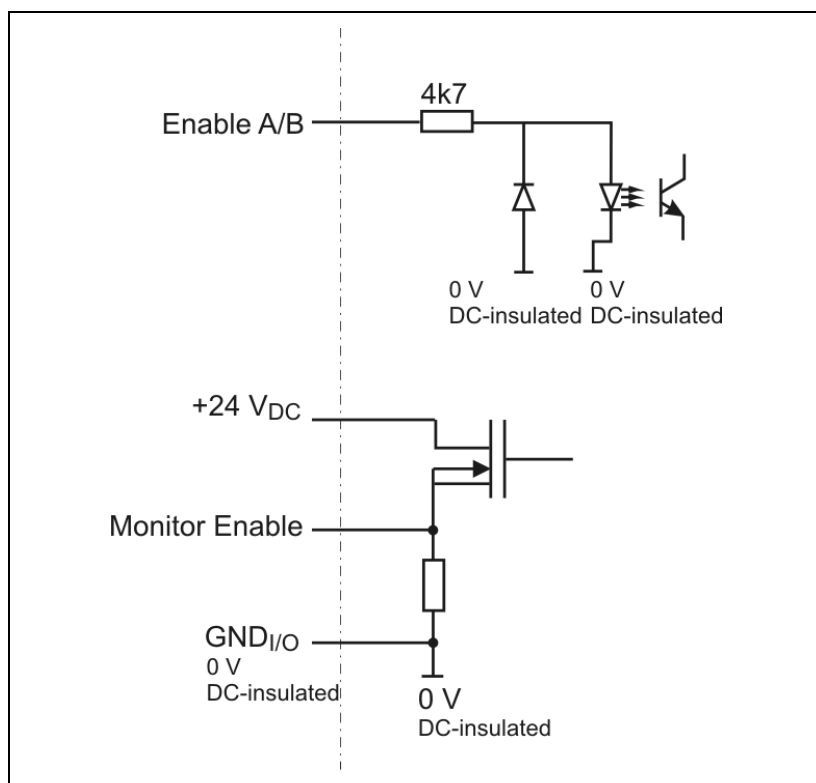 4k7
Enable A/B
0 V 0 V
DC-insulated DC-insulated
+24 VDC
Monitor Enable
GNDI/O
0 V
DC-insulated
0 V
DC-insulated